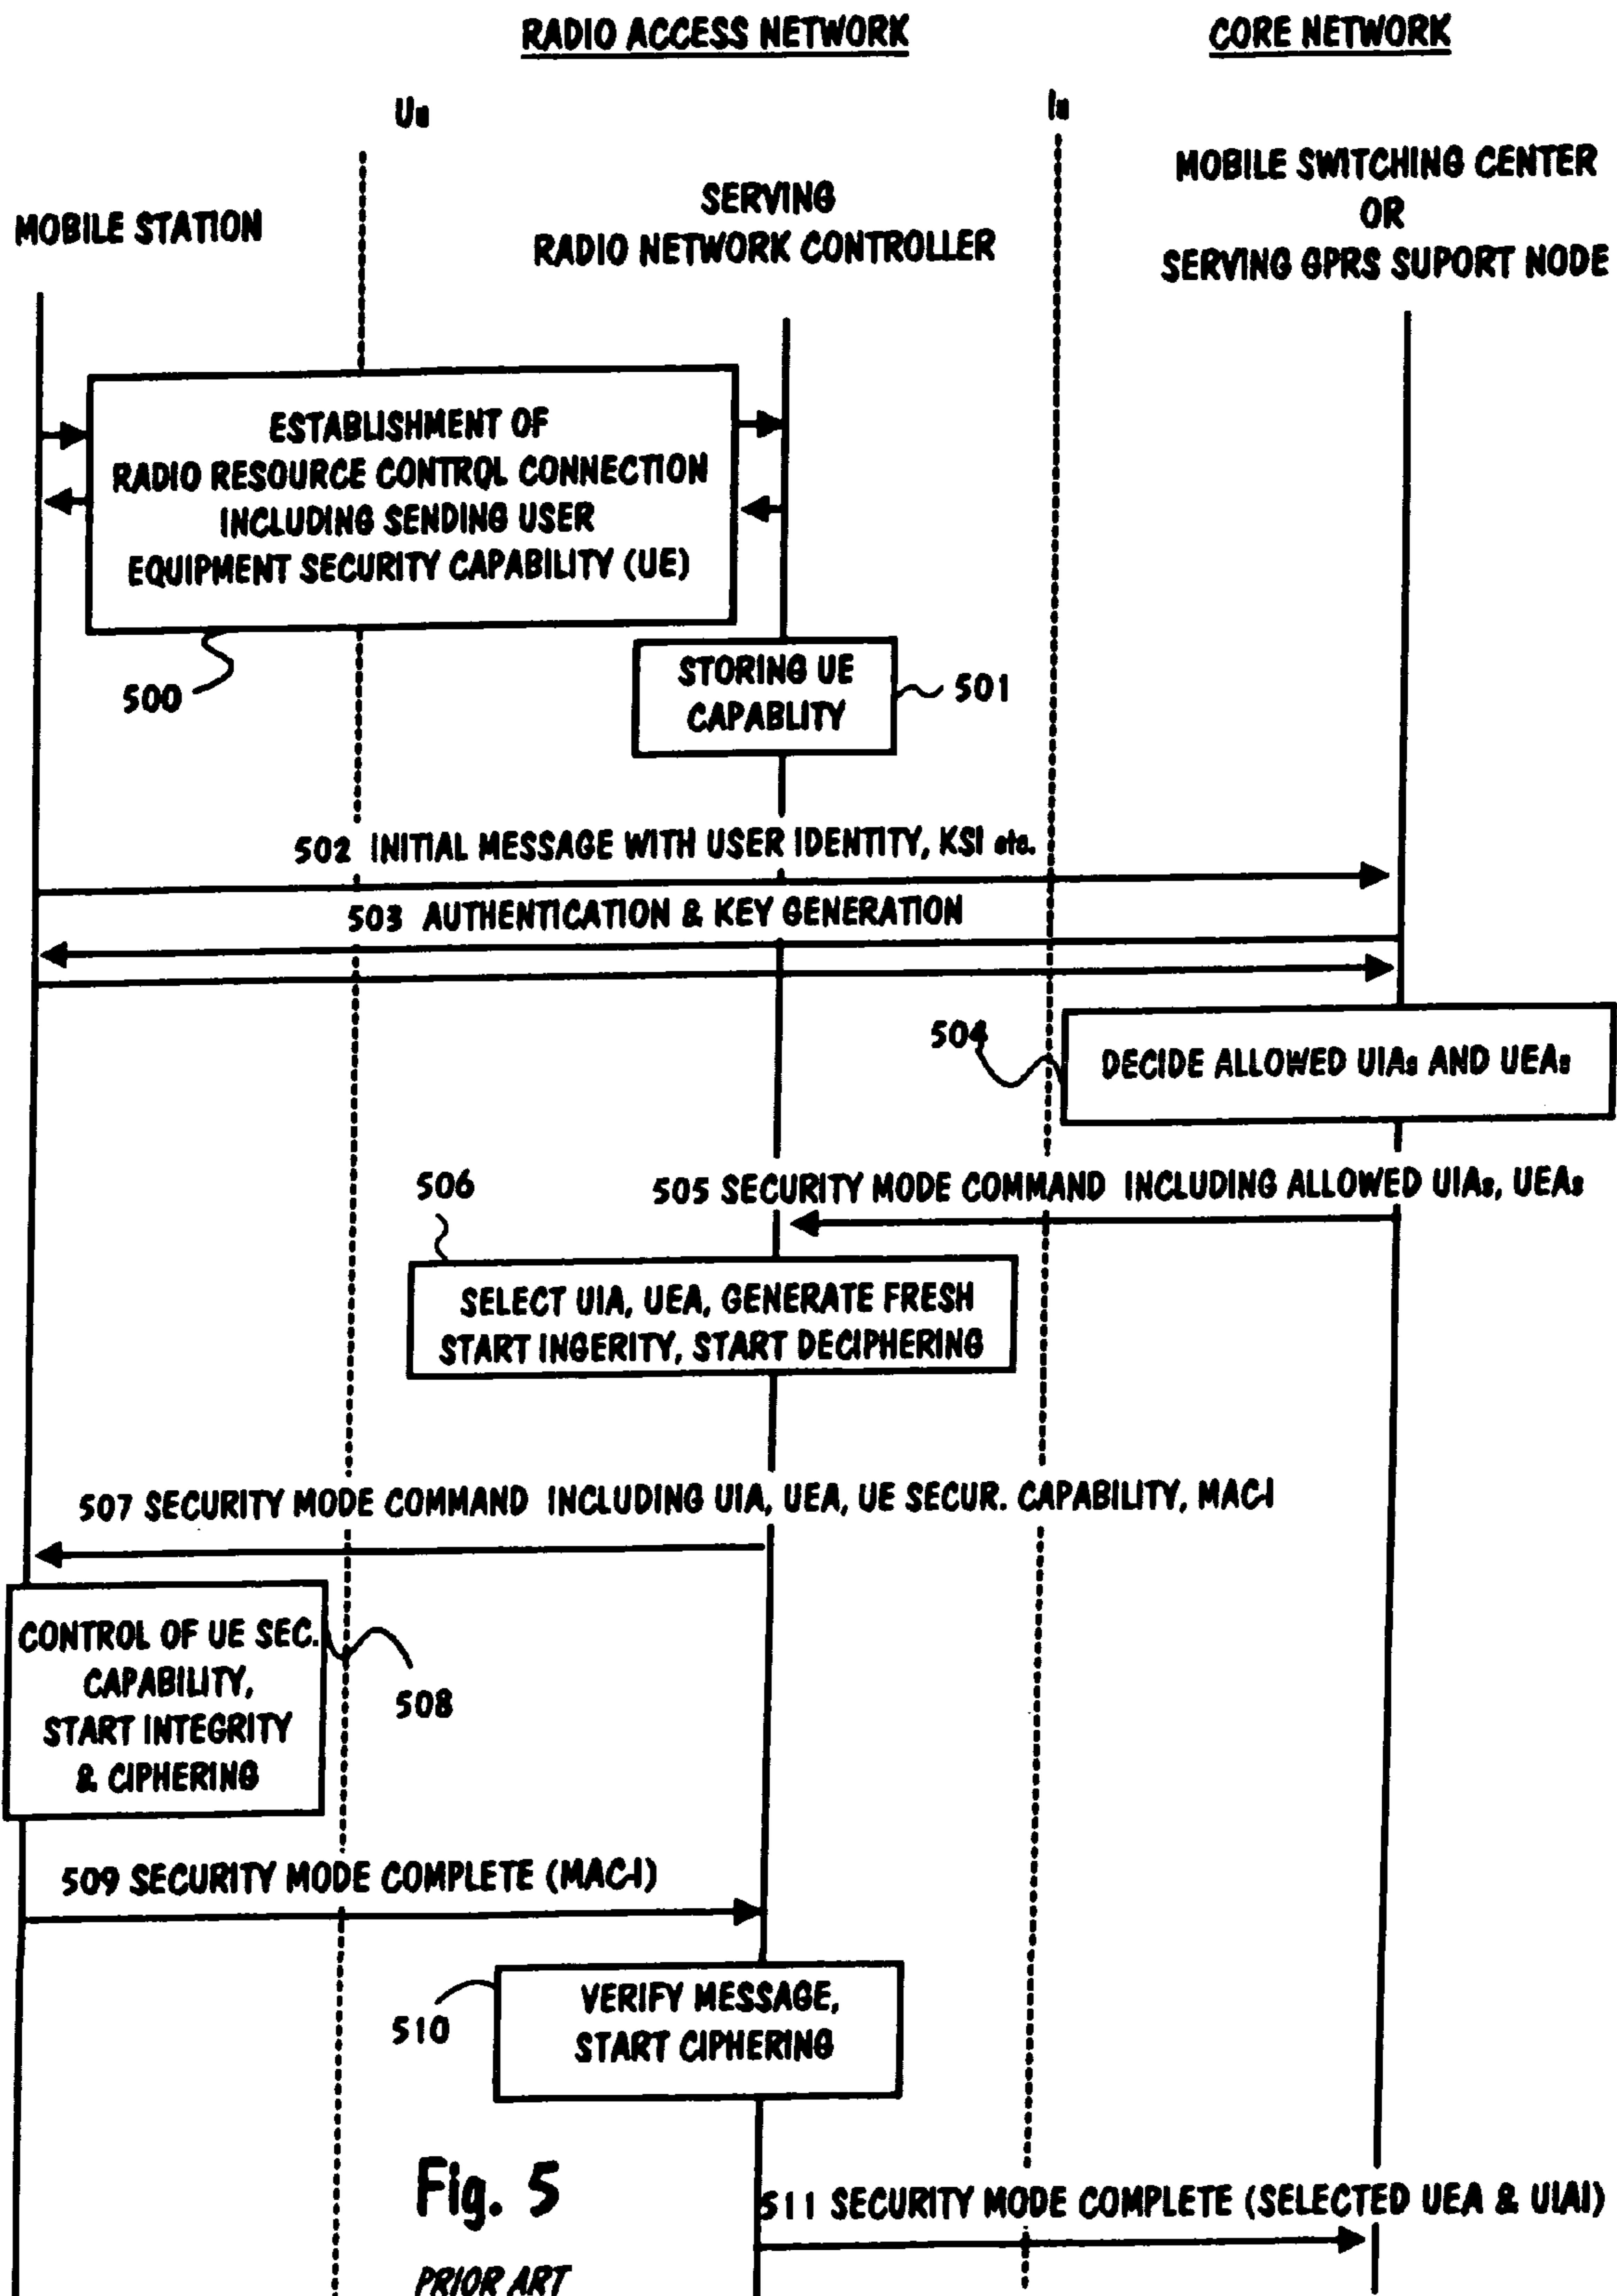 RADIO ACCESS NETWORK
CORE NETWORK
Uu
Iu
MOBILE STATION
SERVING
RADIO NETWORK CONTROLLER
MOBILE SWITCHING CENTER
OR
SERVING GPRS SUPORT NODE
ESTABLISHMENT OF
RADIO RESOURCE CONTROL CONNECTION
INCLUDING SENDING USER
EQUIPMENT SECURITY CAPABILITY (UE)
500
STORING UE
CAPABLITY
501
502 INITIAL MESSAGE WITH USER IDENTITY, KSI etc.
503 AUTHENTICATION & KEY GENERATION
504
DECIDE ALLOWED UIAs AND UEAs
505 SECURITY MODE COMMAND INCLUDING ALLOWED UIAs, UEAs
506
SELECT UIA, UEA, GENERATE FRESH
START INGERITY, START DECIPHERING
507 SECURITY MODE COMMAND INCLUDING UIA, UEA, UE SECUR. CAPABILITY, MAC-I
CONTROL OF UE SEC.
CAPABILITY,
START INTEGRITY
& CIPHERING
508
509 SECURITY MODE COMPLETE (MAC-I)
VERIFY MESSAGE,
START CIPHERING
510
511 SECURITY MODE COMPLETE (SELECTED UEA & UIAI)
Fig. 5
PRIOR ART